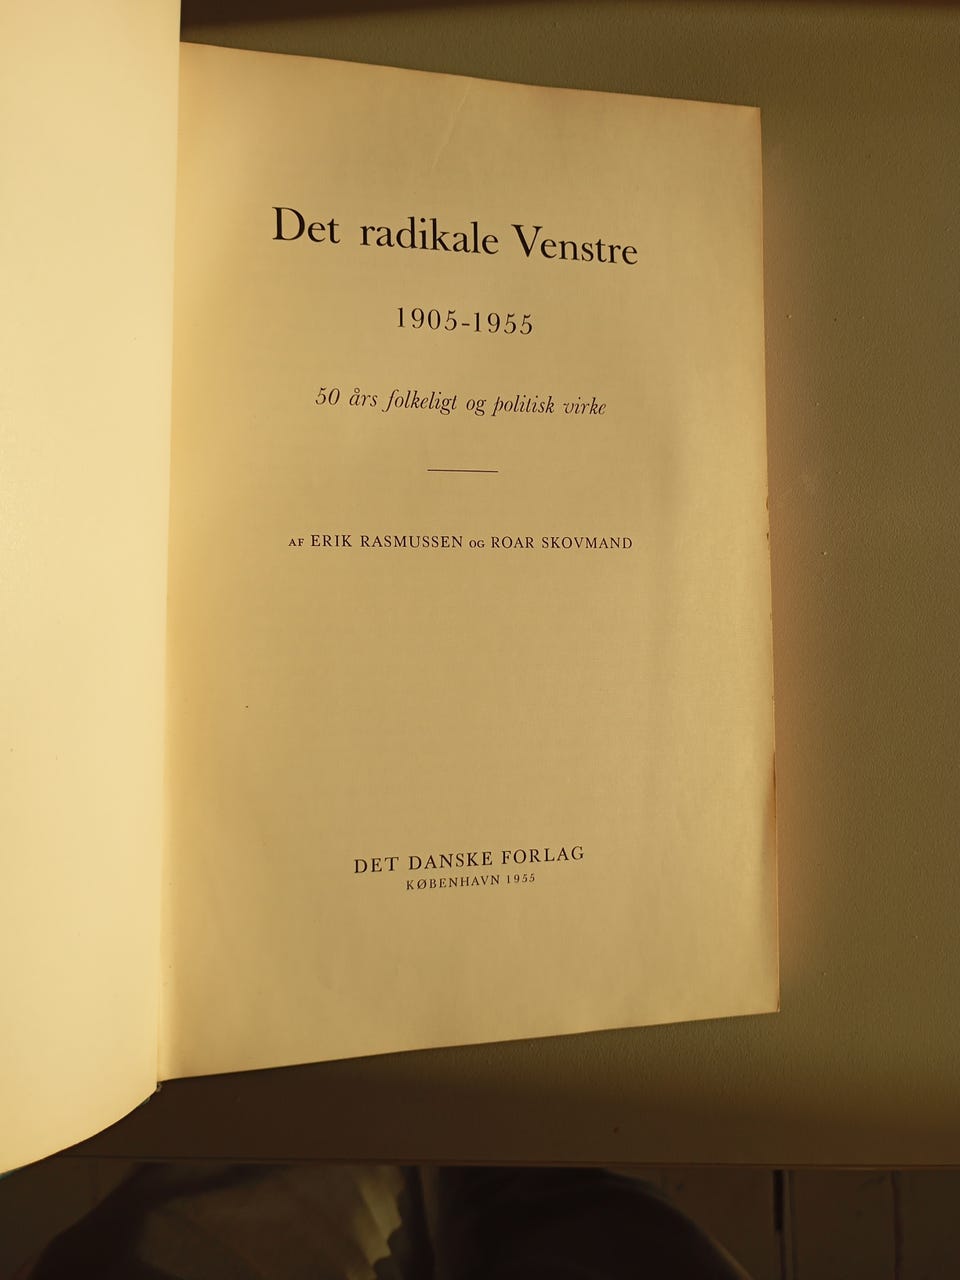 Det radikale Venstre
1905-1955
50 års folkeligt og politisk virke
AF ERIK RASMUSSEN OG ROAR SKOVMAND
DET DANSKE FORLAG
KØBENHAVN 1955